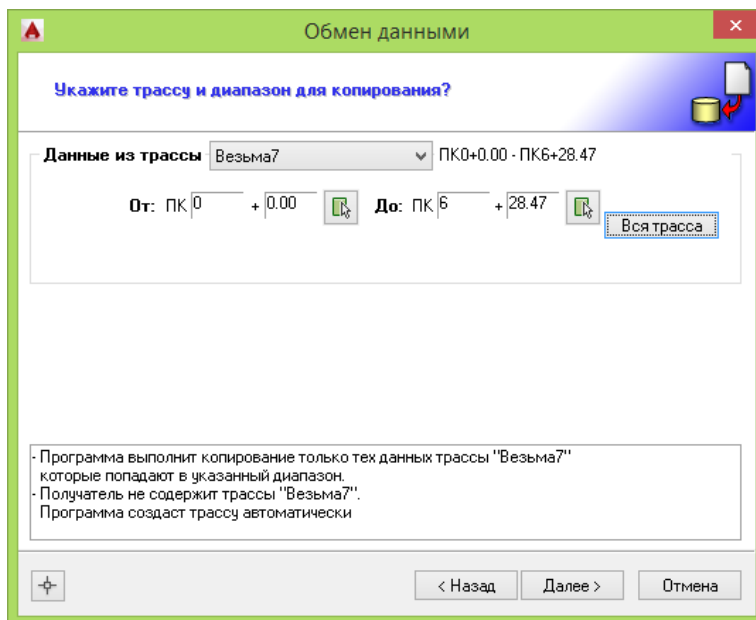 Обмен данными
Укажите трассу и диапазон для копирования?
Данные из трассы Везьма7 ПК0+0.00 - ПК6+28.47
От: ПК 0 + 0.00 До: ПК 6 + 28.47
Вся трасса
- Программа выполнит копирование только тех данных трассы "Везьма7"
которые попадают в указанный диапазон.
- Получатель не содержит трассы "Везьма7".
Программа создаст трассу автоматически
< Назад Далее > Отмена